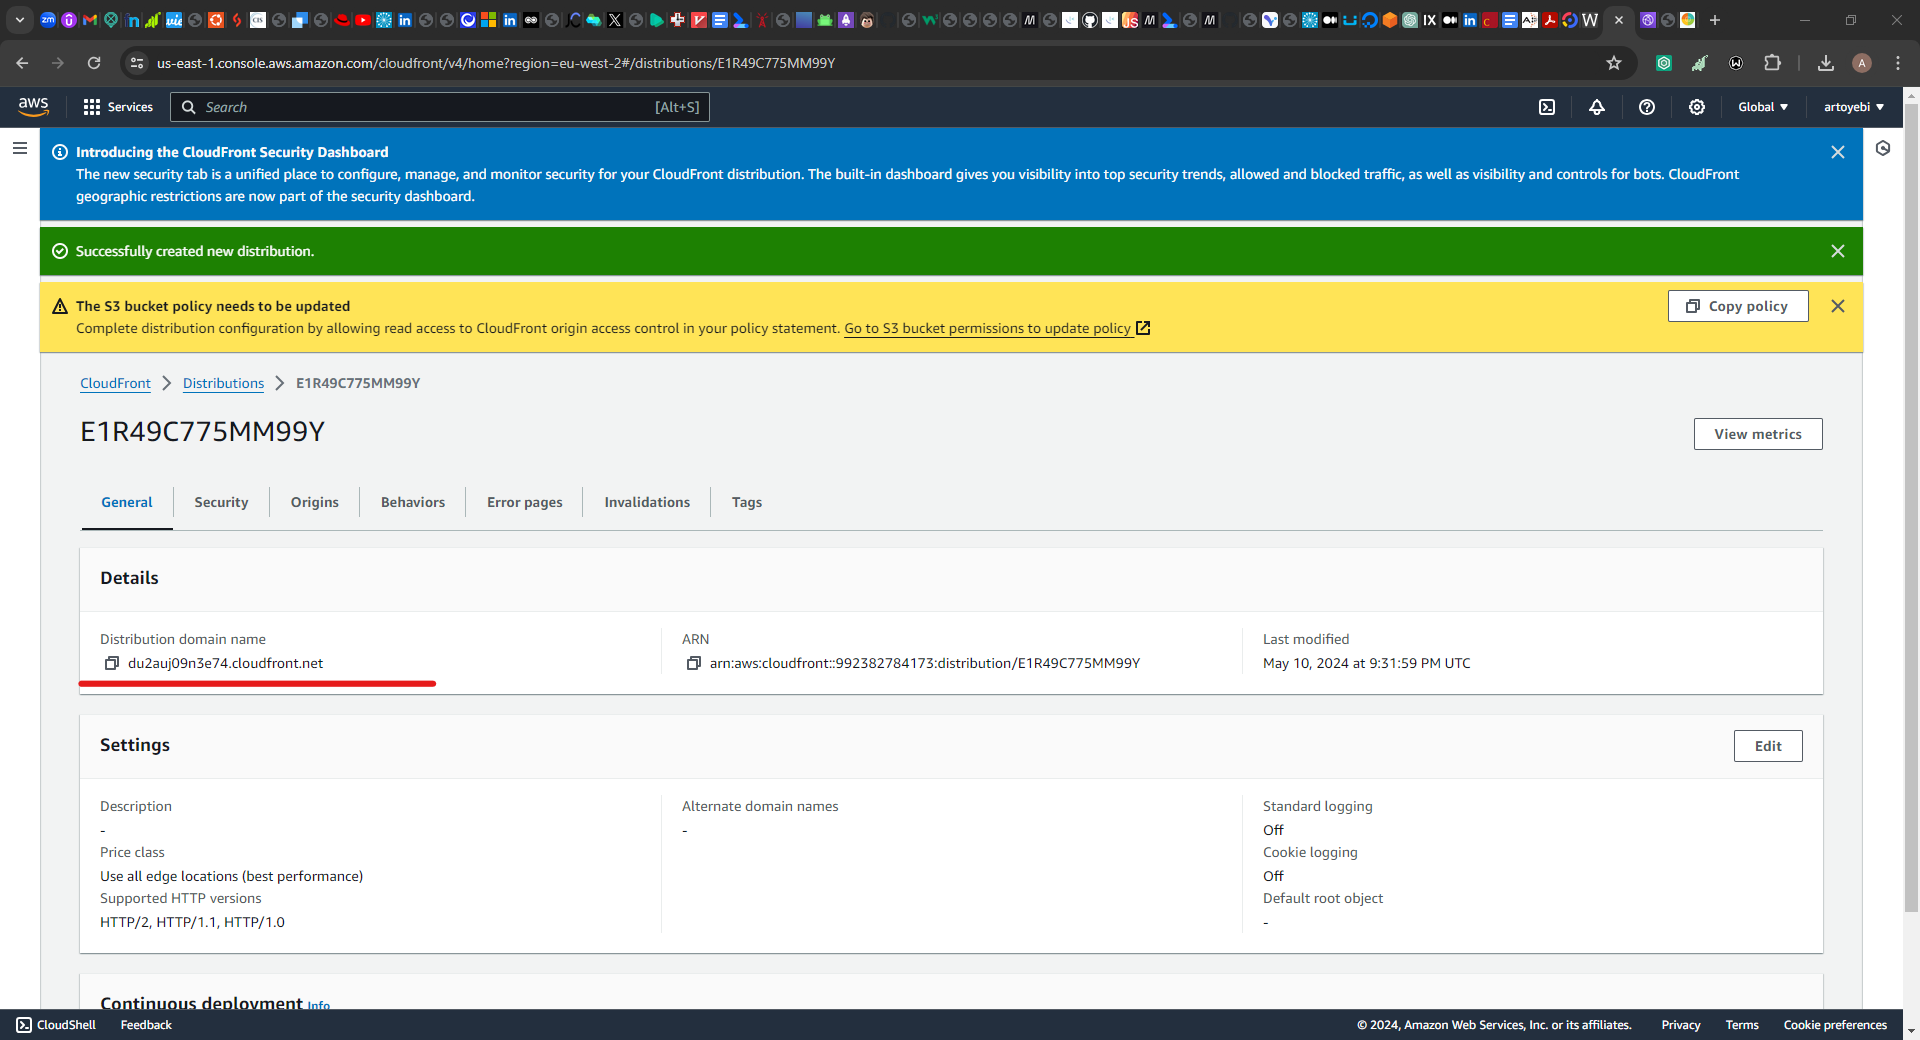 us-east-1.console.aws.amazon.com/cloudfront/v4/home?region=eu-west-2#/distributions/E1R49C775MM99Y
aws
Services
Search
[Alt+S]
Global
artoyebi
Introducing the CloudFront Security Dashboard
The new security tab is a unified place to configure, manage, and monitor security for your CloudFront distribution. The built-in dashboard gives you visibility into top security trends, allowed and blocked traffic, as well as visibility and controls for bots. CloudFront
geographic restrictions are now part of the security dashboard.
Successfully created new distribution.
The S3 bucket policy needs to be updated
Complete distribution configuration by allowing read access to CloudFront origin access control in your policy statement. Go to S3 bucket permissions to update policy
Copy policy
CloudFront
Distributions
E1R49C775MM99Y
E1R49C775MM99Y
View metrics
General
Security
Origins
Behaviors
Error pages
Invalidations
Tags
Details
Distribution domain name
du2auj09n3e74.cloudfront.net
ARN
arn:aws:cloudfront::992382784173:distribution/E1R49C775MM99Y
Last modified
May 10, 2024 at 9:31:59 PM UTC
Settings
Edit
Description
-
Price class
Use all edge locations (best performance)
Supported HTTP versions
HTTP/2, HTTP/1.1, HTTP/1.0
Alternate domain names
-
Standard logging
Off
Cookie logging
Off
Default root object
-
Continuous deployment Info
CloudShell
Feedback
© 2024, Amazon Web Services, Inc. or its affiliates.
Privacy
Terms
Cookie preferences